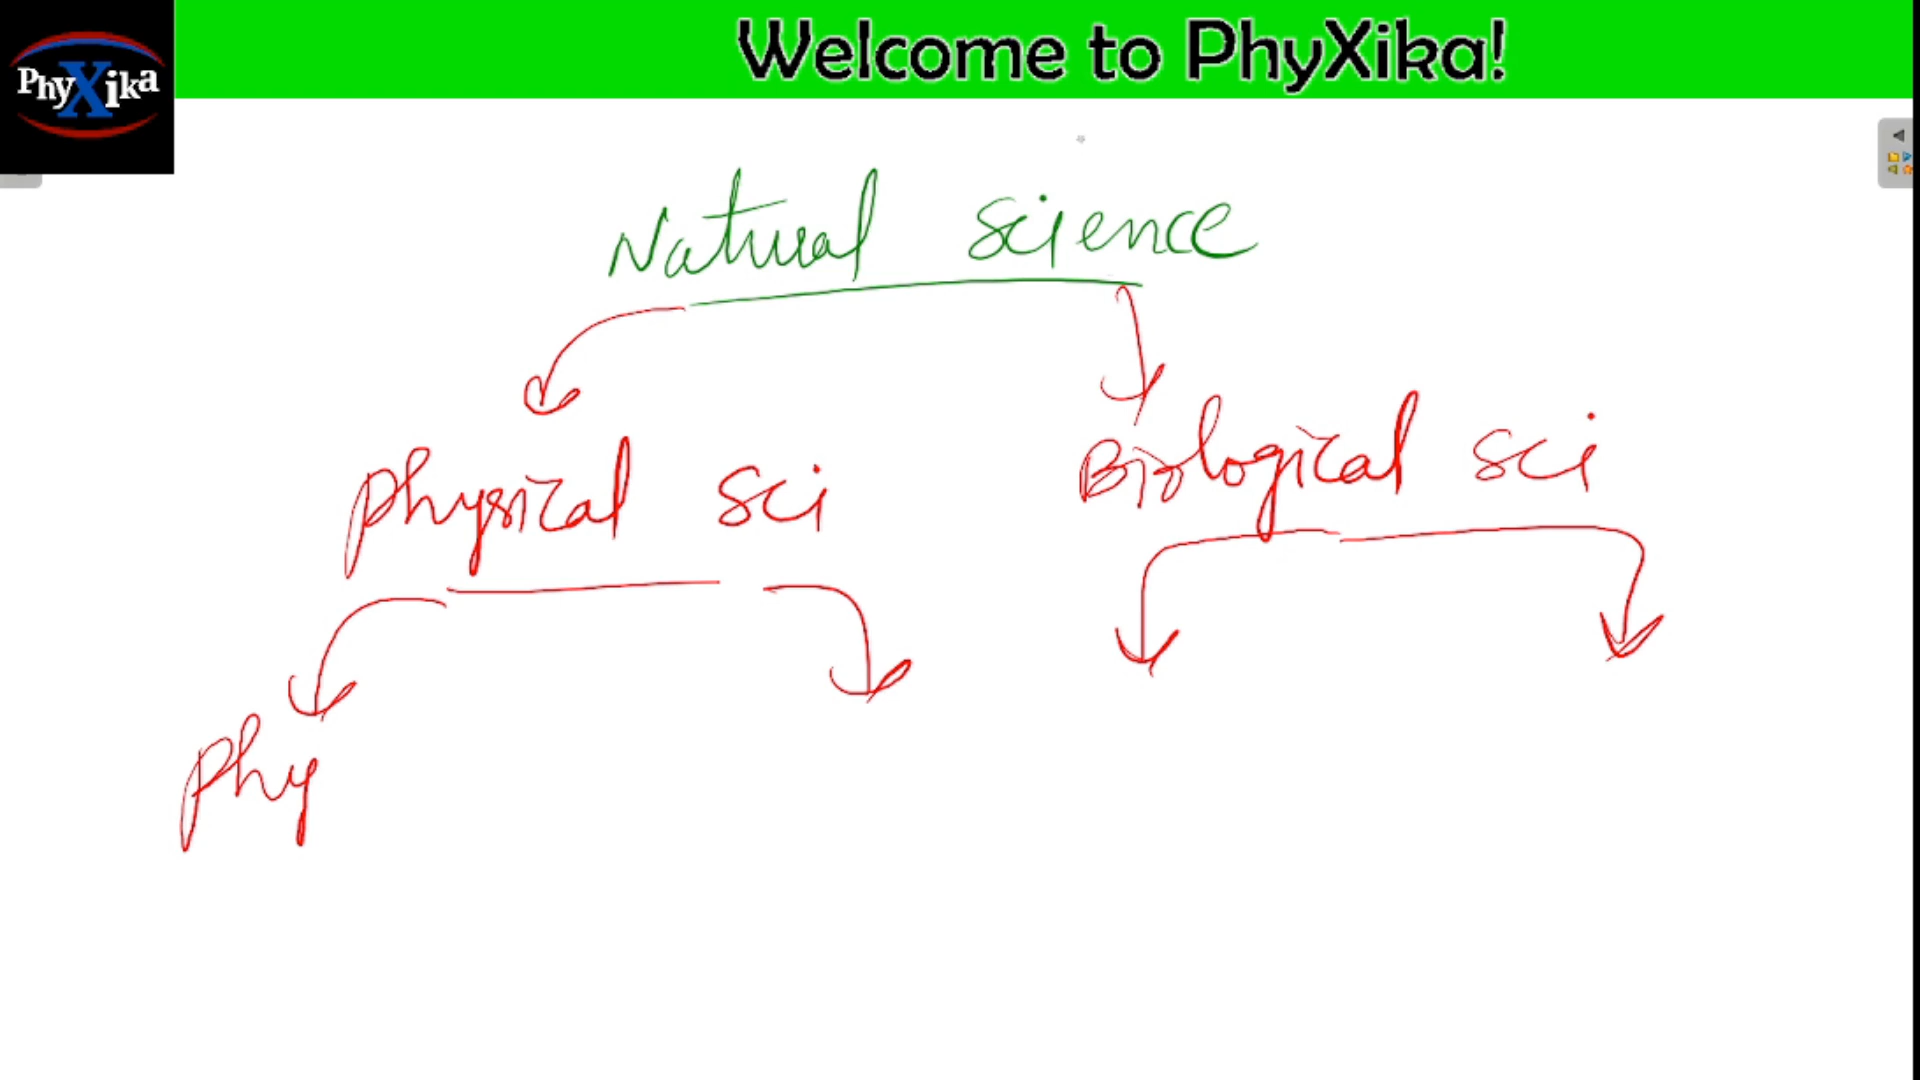 PhyXika
Welcome to PhyXika!
Natural science
Physical sci
Biological sci
Phy